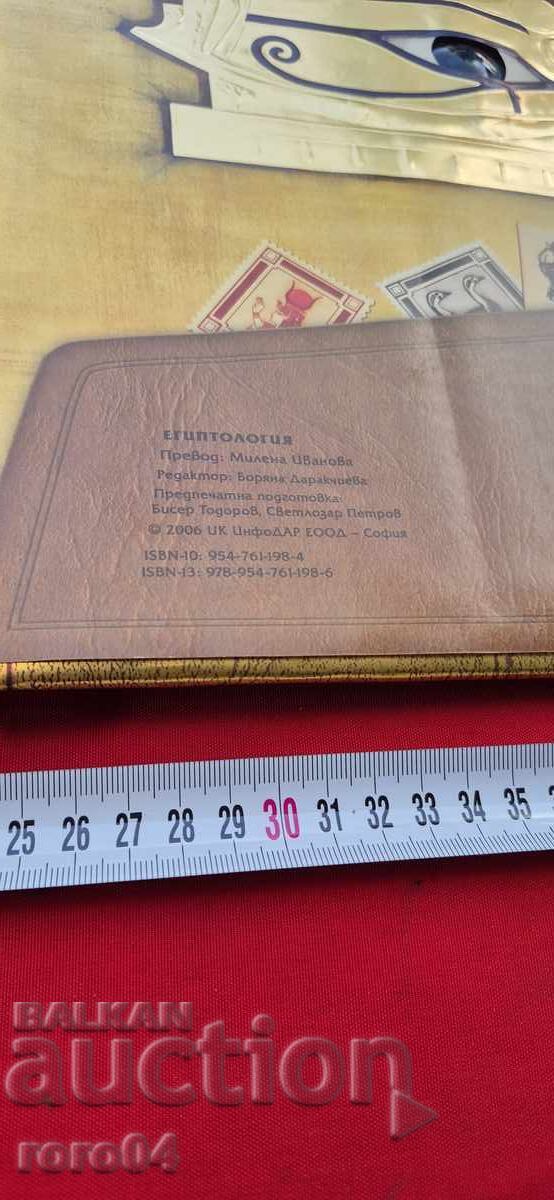 ЕГИПТОЛОГИЯ
Превод: Милена Иванова
Редактор: Боряна Даракчиева
Предпечатна подготовка:
Бисер Тодоров, Светлозар Петров
© 2006 ИК ИнфоДАР ЕООД – София
ISBN-10: 954-761-198-4
ISBN-13: 978-954-761-198-6
25 26 27 28 29 30 31 32 33 34 35
BALKAN
auction
roro04